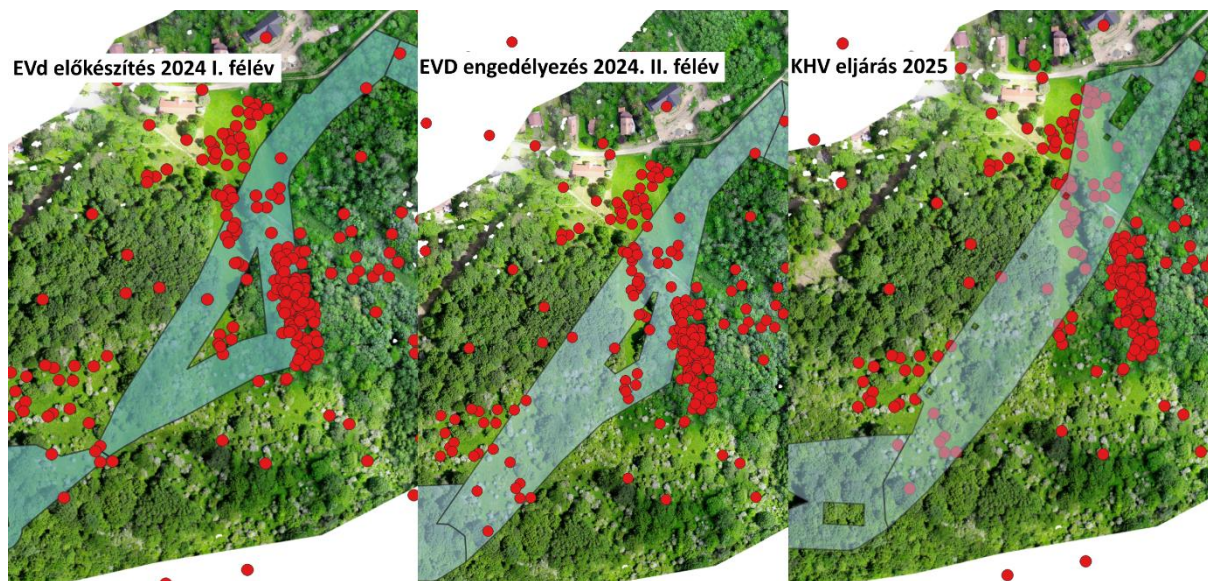 EVd előkészítés 2024 I. félév
EVD engedélyezés 2024. II. félév
KHV eljárás 2025